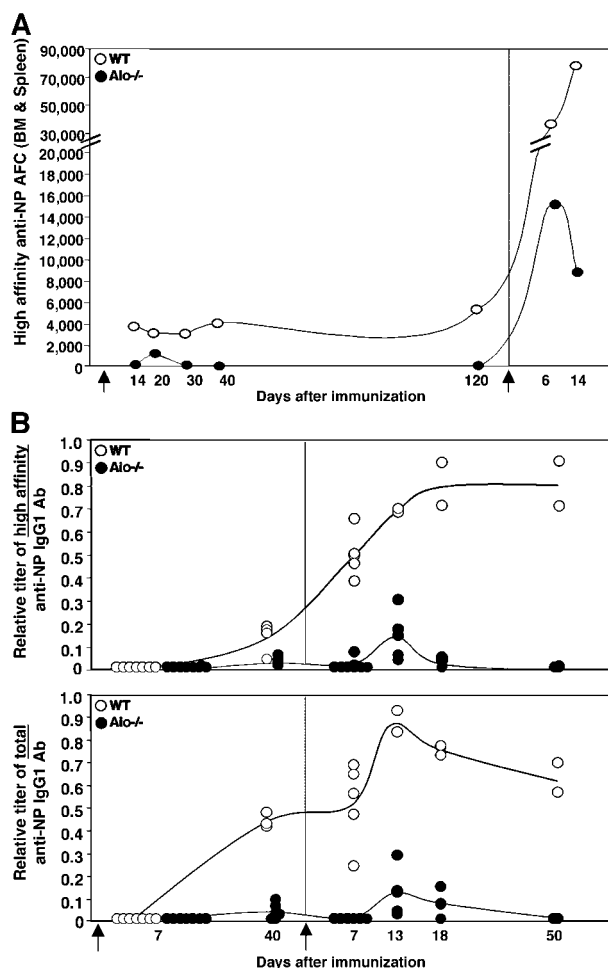 A
High affinity anti-NP AFC (BM & Spleen)
90,000
70,000
50,000
30,000
20,000
18,000
16,000
14,000
12,000
10,000
8,000
6,000
4,000
2,000
0
WT
Aio-/-
14 20 30 40 120 6 14
Days after immunization
B
Relative titer of high affinity
anti-NP IgG1 Ab
1.0
0.9
0.8
0.7
0.6
0.5
0.4
0.3
0.2
0.1
0
WT
Aio-/-
Relative titer of total
anti-NP IgG1 Ab
1.0
0.9
0.8
0.7
0.6
0.5
0.4
0.3
0.2
0.1
0
WT
Aio-/-
7 40 7 13 18 50
Days after immunization